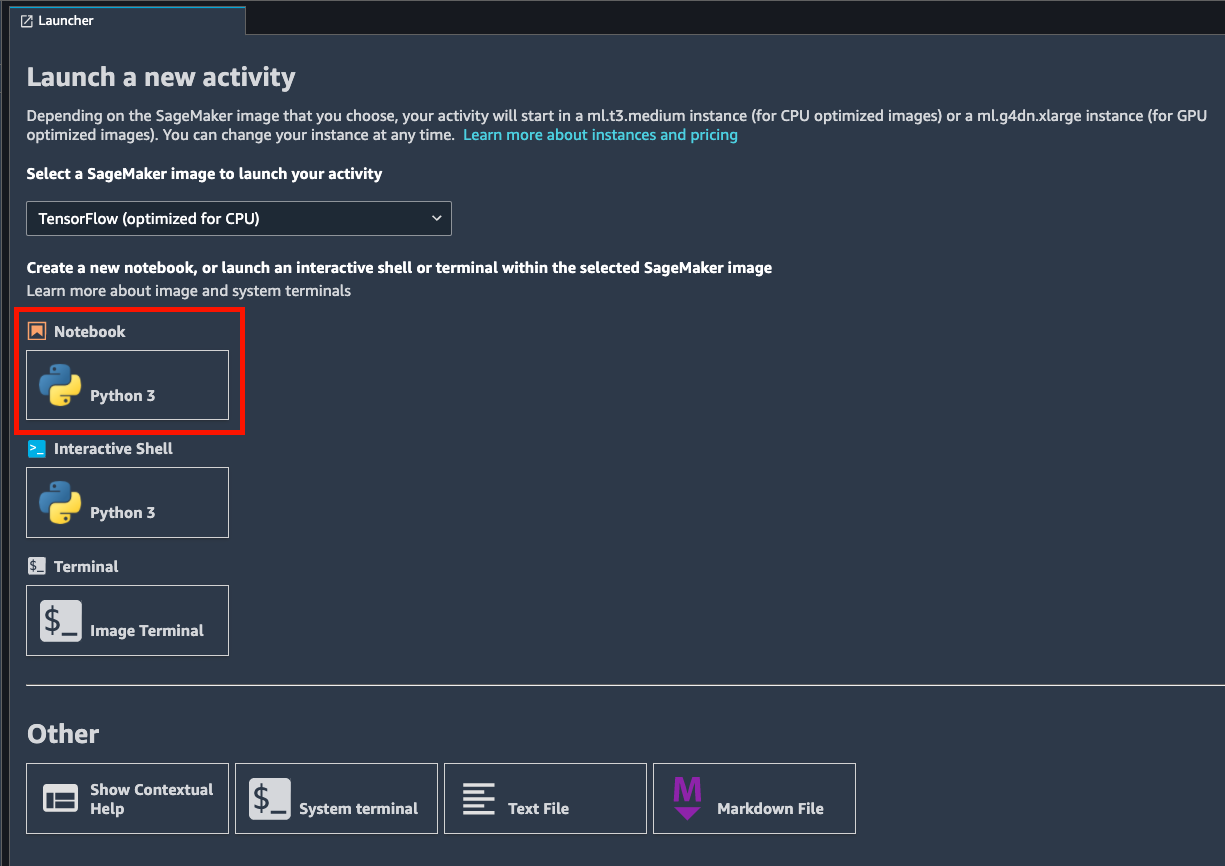 Launcher
Launch a new activity
Depending on the SageMaker image that you choose, your activity will start in a ml.t3.medium instance (for CPU optimized images) or a ml.g4dn.xlarge instance (for GPU
optimized images). You can change your instance at any time. Learn more about instances and pricing
Select a SageMaker image to launch your activity
TensorFlow (optimized for CPU)
Create a new notebook, or launch an interactive shell or terminal within the selected SageMaker image
Learn more about image and system terminals
Notebook
Python 3
>_ Interactive Shell
Python 3
$_ Terminal
$_ Image Terminal
Other
Show Contextual
Help
$_ System terminal
Text File
M Markdown File